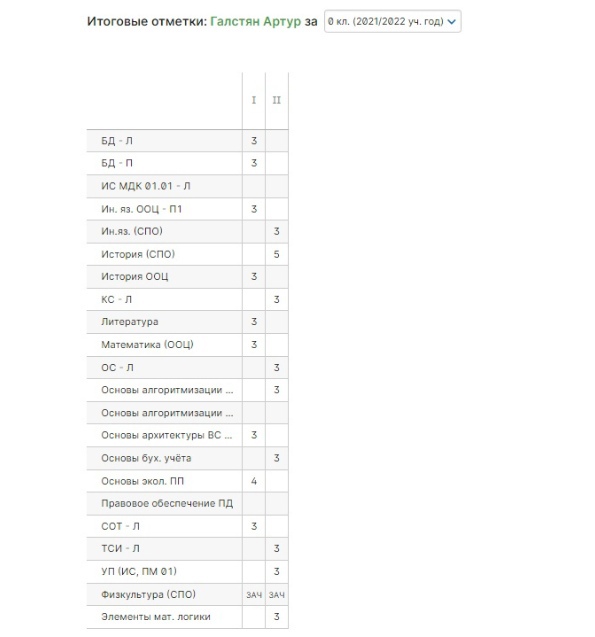 Итоговые отметки: Галстян Артур за 0 кл. (2021/2022 уч. год)
I II
БД - Л 3
БД - П 3
ИС МДК 01.01 - Л
Ин. яз. ООЦ - П1 3
Ин.яз. (СПО) 3
История (СПО) 5
История ООЦ 3
КС - Л 3
Литература 3
Математика (ООЦ) 3
ОС - Л 3
Основы алгоритмизации ... 3
Основы алгоритмизации ...
Основы архитектуры ВС ... 3
Основы бух. учёта 3
Основы экол. ПП 4
Правовое обеспечение ПД
СОТ - Л 3
ТСИ - Л 3
УП (ИС, ПМ 01) 3
Физкультура (СПО) ЗАЧ ЗАЧ
Элементы мат. логики 3